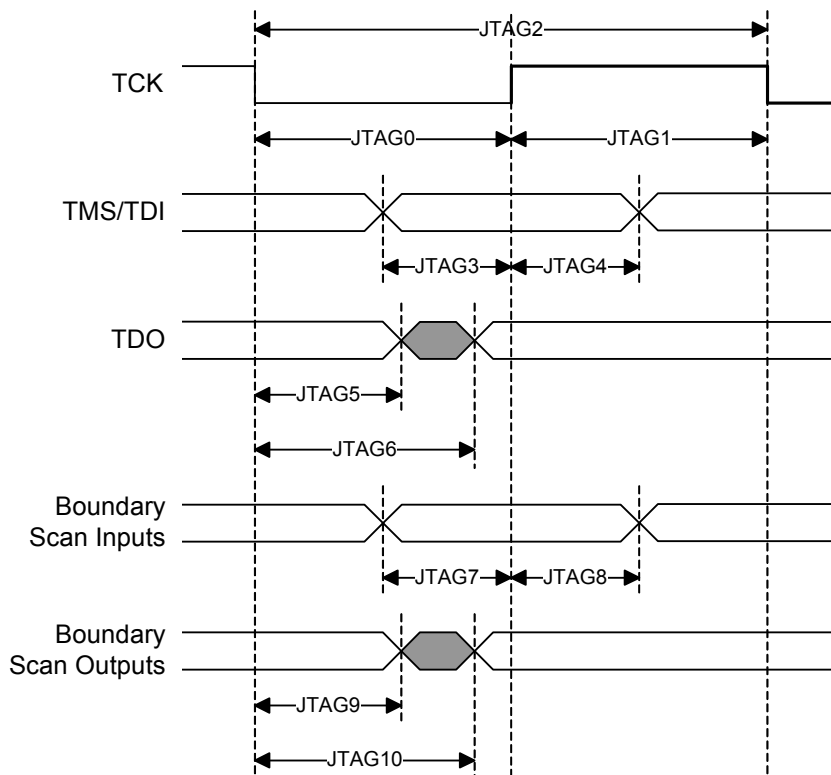 JTAG2
TCK
JTAG0
JTAG1
TMS/TDI
JTAG3
JTAG4
TDO
JTAG5
JTAG6
Boundary
Scan Inputs
JTAG7
JTAG8
Boundary
Scan Outputs
JTAG9
JTAG10